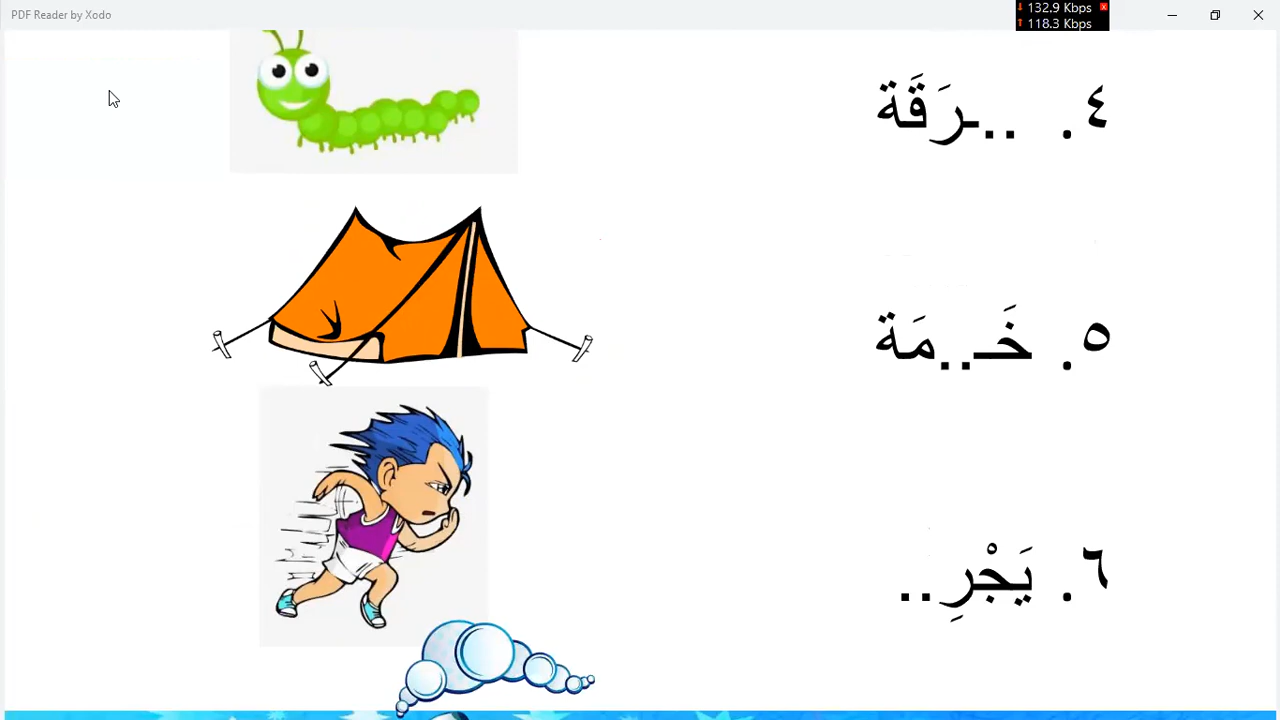 PDF Reader by Xodo
↓ 132.9 Kbps x
↑ 118.3 Kbps
٤. ..ـرَقَة
٥. خَـ..مَة
٦. يَجْرِ..